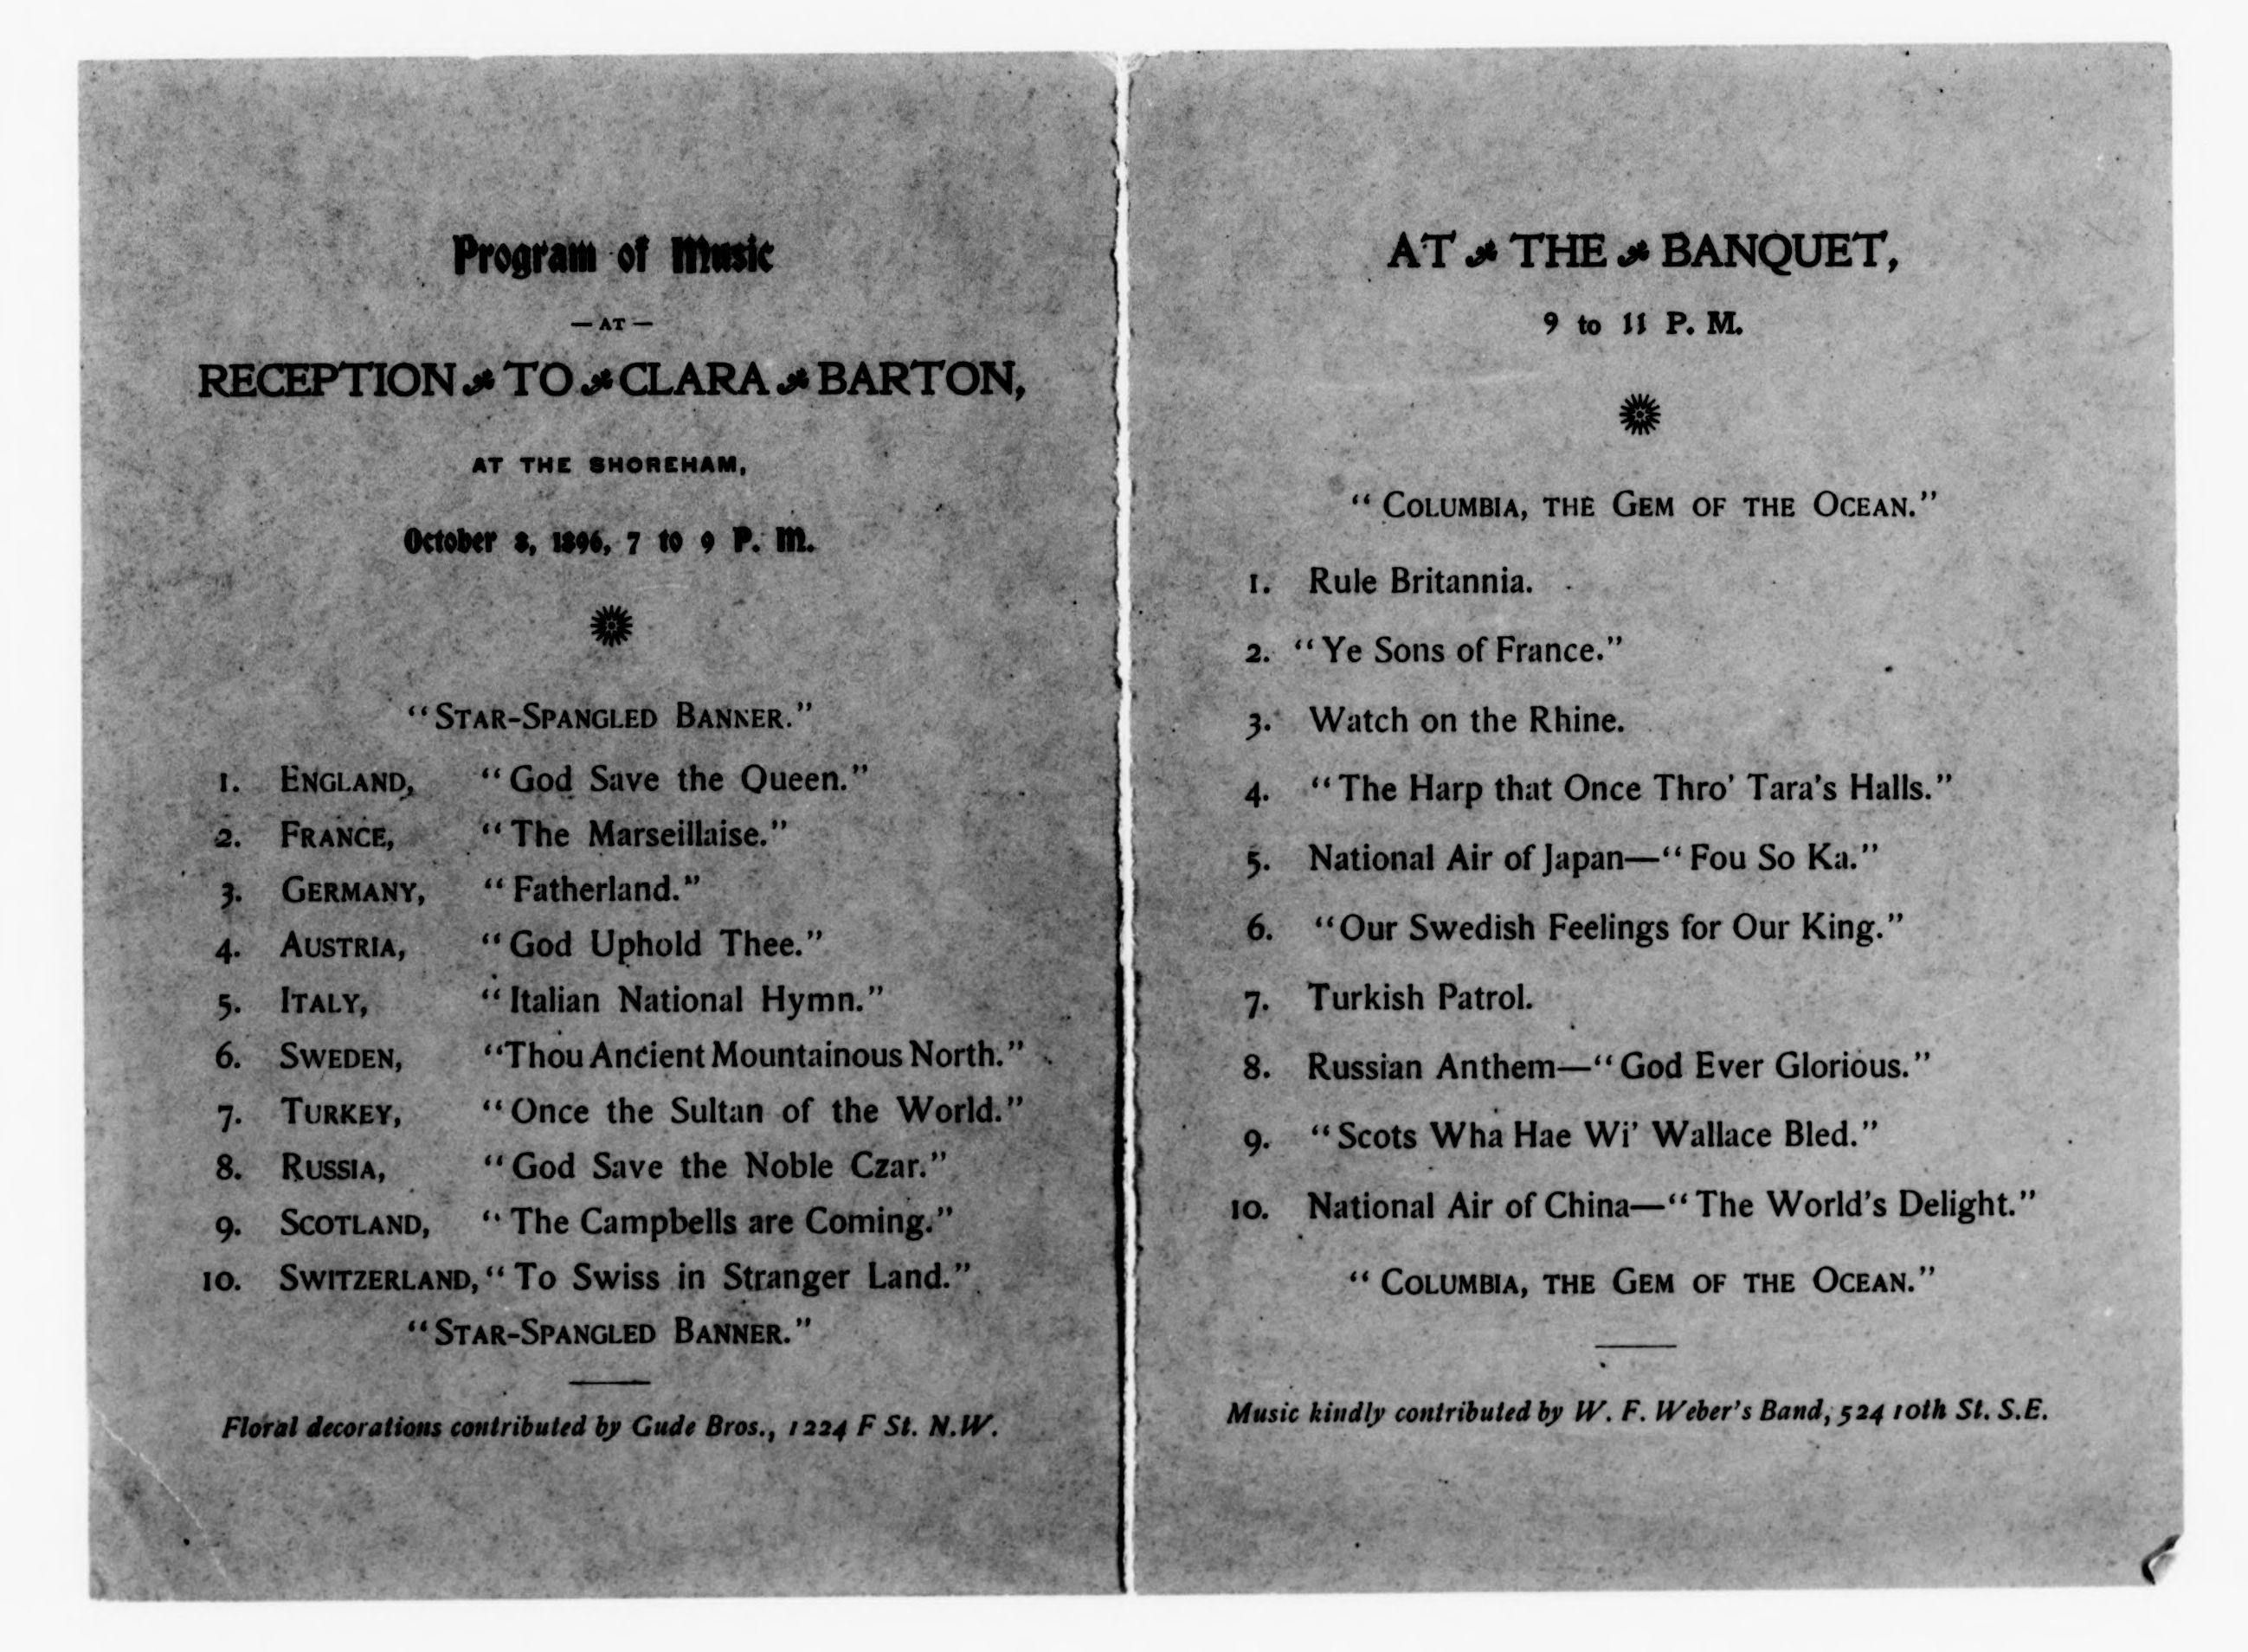 Program of Music
— AT —
RECEPTION TO CLARA BARTON,
AT THE SHOREHAM,
October 8, 1896, 7 to 9 P. M.
“STAR-SPANGLED BANNER.”
1. ENGLAND, “God Save the Queen.”
2. FRANCE, “The Marseillaise.”
3. GERMANY, “Fatherland.”
4. AUSTRIA, “God Uphold Thee.”
5. ITALY, “Italian National Hymn.”
6. SWEDEN, “Thou Ancient Mountainous North.”
7. TURKEY, “Once the Sultan of the World.”
8. RUSSIA, “God Save the Noble Czar.”
9. SCOTLAND, “The Campbells are Coming.”
10. SWITZERLAND, “To Swiss in Stranger Land.”
“STAR-SPANGLED BANNER.”
Floral decorations contributed by Gude Bros., 1224 F St. N.W.
AT THE BANQUET,
9 to 11 P. M.
“COLUMBIA, THE GEM OF THE OCEAN.”
1. Rule Britannia.
2. “Ye Sons of France.”
3. Watch on the Rhine.
4. “The Harp that Once Thro’ Tara’s Halls.”
5. National Air of Japan—“Fou So Ka.”
6. “Our Swedish Feelings for Our King.”
7. Turkish Patrol.
8. Russian Anthem—“God Ever Glorious.”
9. “Scots Wha Hae Wi’ Wallace Bled.”
10. National Air of China—“The World’s Delight.”
“COLUMBIA, THE GEM OF THE OCEAN.”
Music kindly contributed by W. F. Weber’s Band, 524 10th St. S.E.